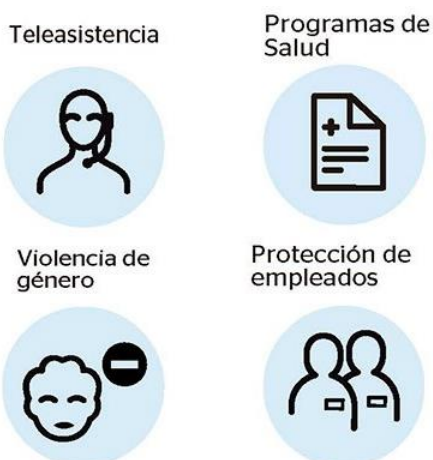 Teleasistencia
Programas de
Salud
Violencia de
género
Protección de
empleados